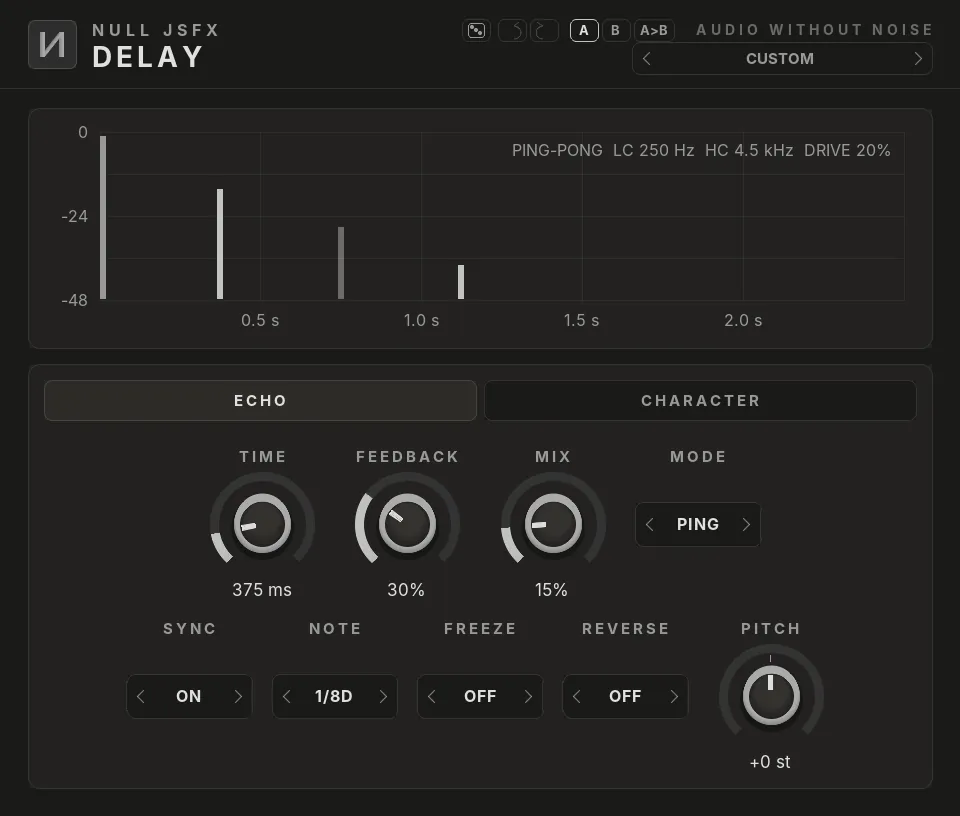 NULL JSFX
DELAY
A B A>B AUDIO WITHOUT NOISE
CUSTOM
0
PING-PONG LC 250 Hz HC 4.5 kHz DRIVE 20%
-24
-48
0.5 s 1.0 s 1.5 s 2.0 s
ECHO CHARACTER
TIME FEEDBACK MIX MODE
PING
375 ms 30% 15%
SYNC NOTE FREEZE REVERSE PITCH
ON 1/8D OFF OFF
+0 st